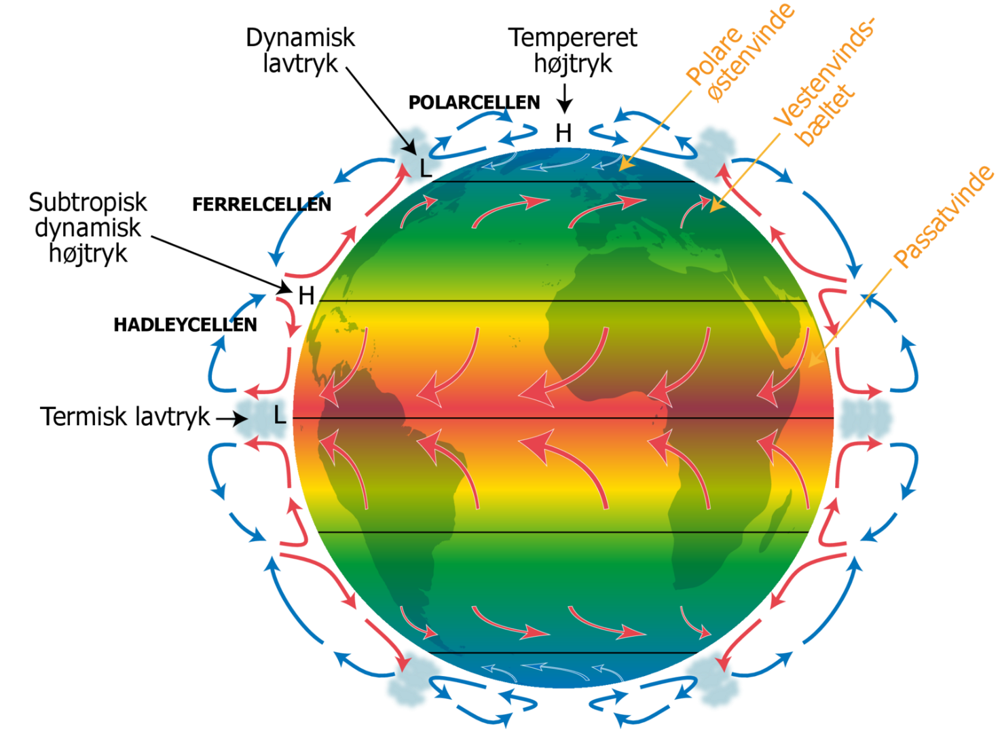 Dynamisk
lavtryk
Tempereret
højtryk
Polare
østenvinde
Vestenvinds-
bæltet
POLARCELLEN
H
L
Subtropisk
dynamisk
højtryk
FERRELCELLEN
Passatvinde
H
HADLEYCELLEN
Termisk lavtryk
L